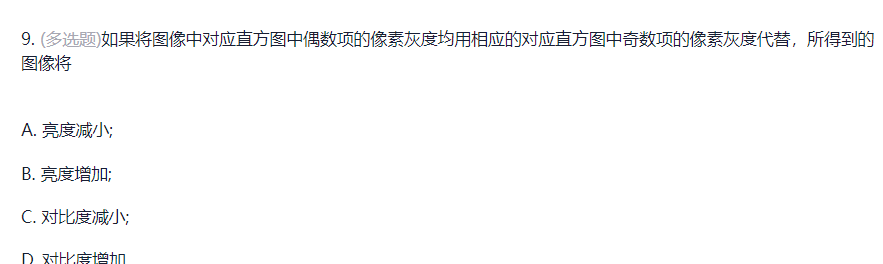 9. (多选题)如果将图像中对应直方图中偶数项的像素灰度均用相应的对应直方图中奇数项的像素灰度代替，所得到的
图像将
A. 亮度减小;
B. 亮度增加;
C. 对比度减小;
D. 对比度增加